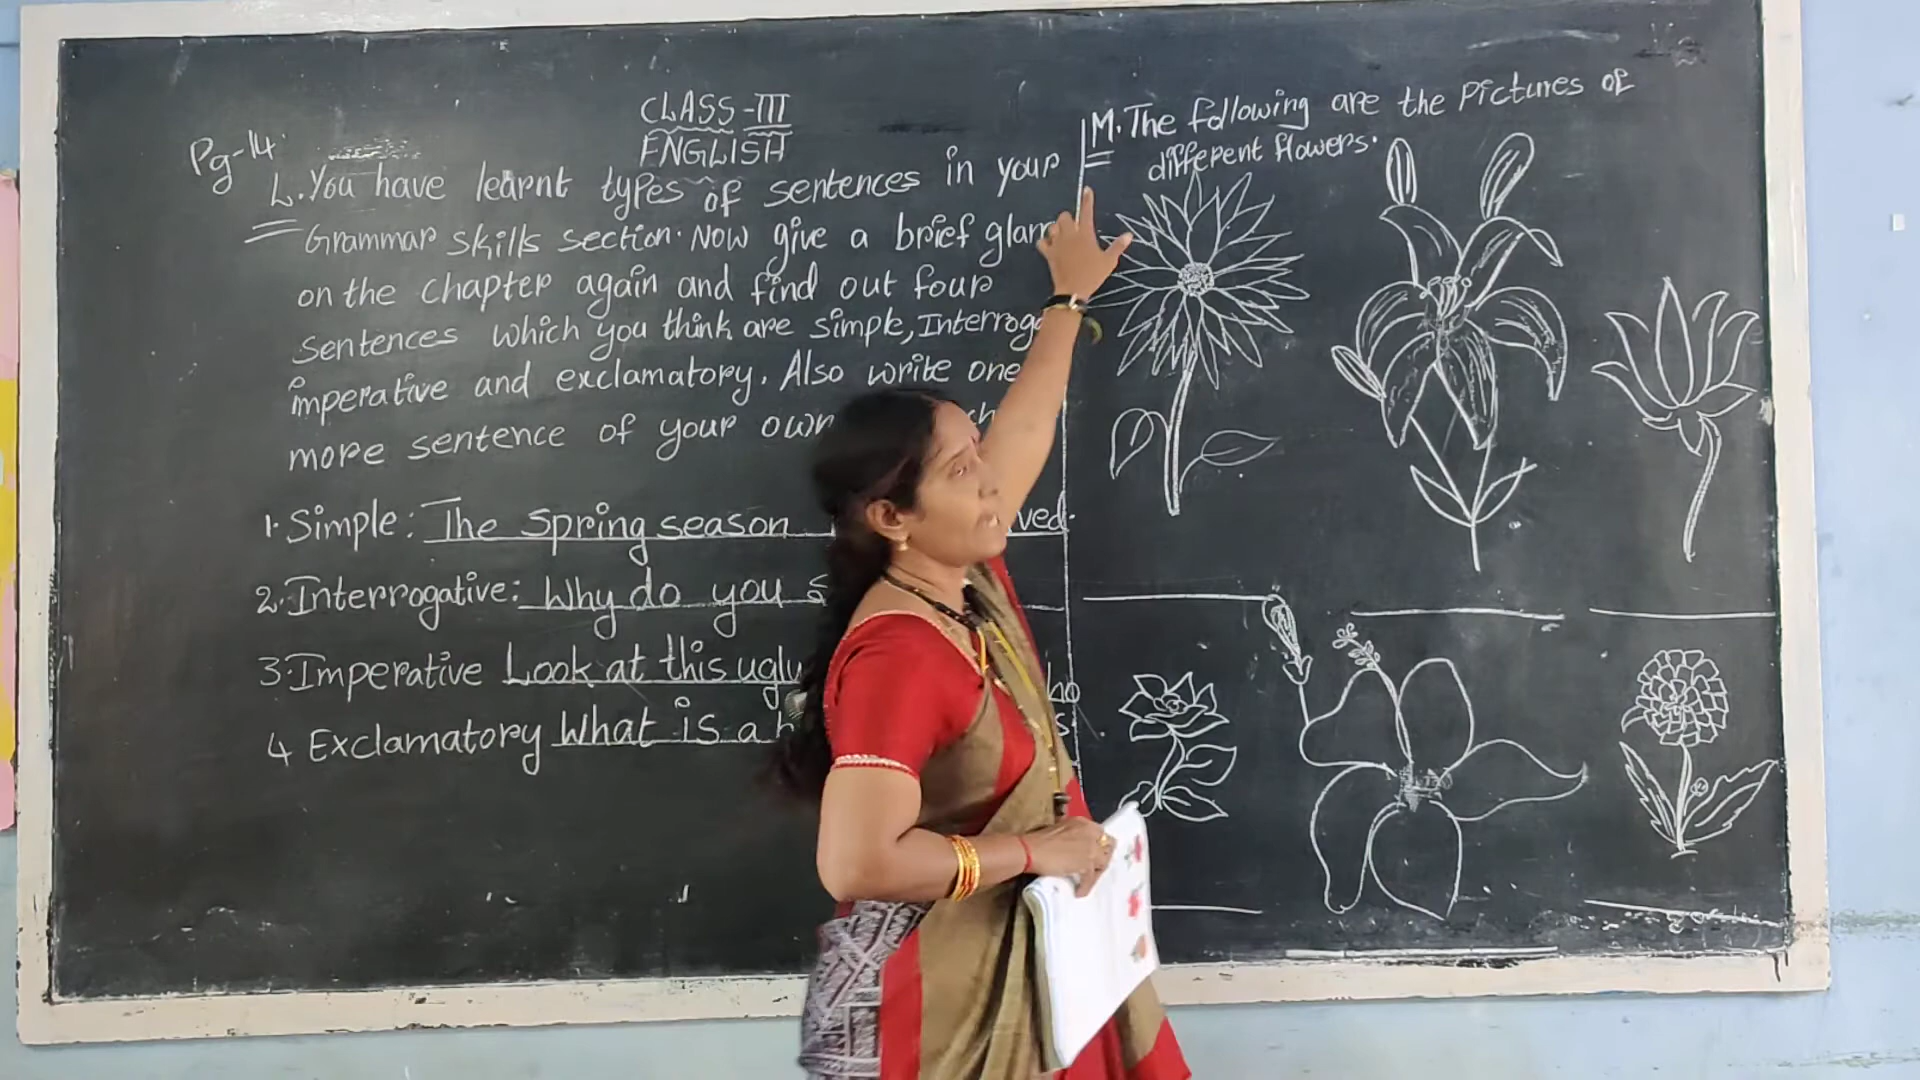 CLASS-III
ENGLISH
Pg-14
L. You have learnt types of sentences in your
Grammar skills section. Now give a brief
on the chapter again and find out four
sentences which you think are simple,
imperative and exclamatory. Also write one
more sentence of your own
1. Simple: The Spring season
2. Interrogative: Why do you
3. Imperative Look at this ugly
4 Exclamatory What is a
M. The following are the Pictures of
different flowers.